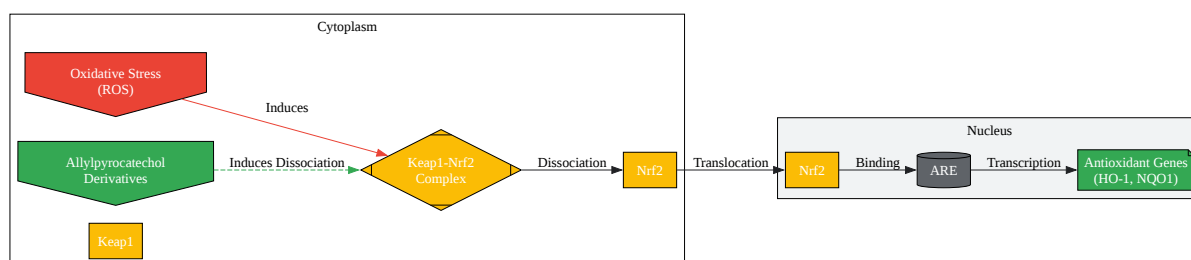 Cytoplasm
Oxidative Stress
(ROS)
Induces
Allylpyrocatechol
Derivatives
Induces Dissociation
Keap1-Nrf2
Complex
Dissociation
Nrf2
Translocation
Keap1
Nucleus
Nrf2
Binding
ARE
Transcription
Antioxidant Genes
(HO-1, NQO1)